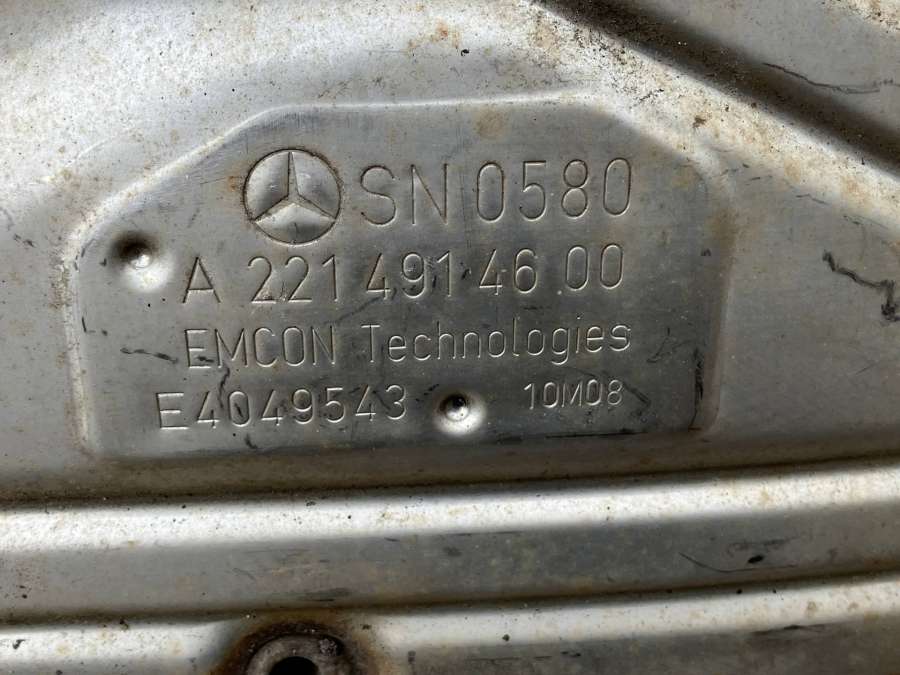 SN 0580
A 221 491 46 00
EMCON Technologies
E4049543 10M08